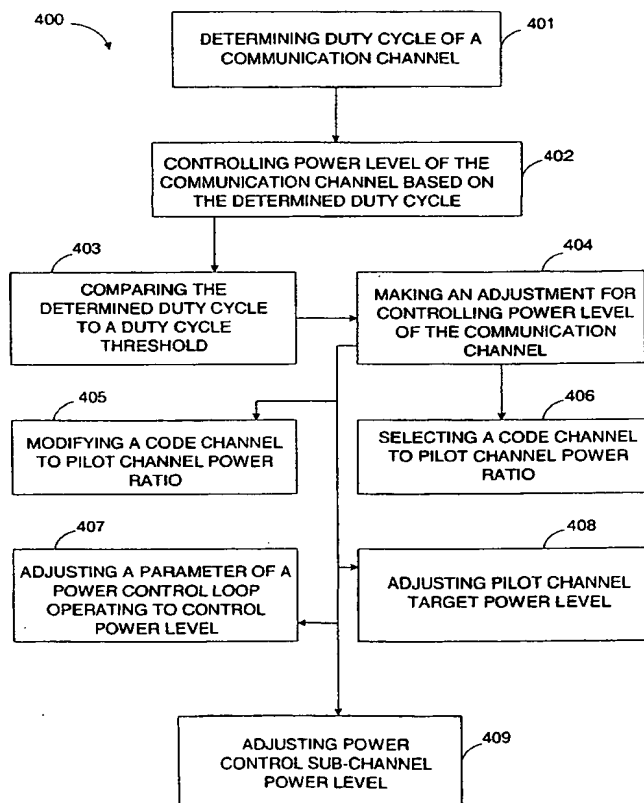 400
401
DETERMINING DUTY CYCLE OF A
COMMUNICATION CHANNEL
402
CONTROLLING POWER LEVEL OF THE
COMMUNICATION CHANNEL BASED ON
THE DETERMINED DUTY CYCLE
403
COMPARING THE
DETERMINED DUTY CYCLE
TO A DUTY CYCLE
THRESHOLD
404
MAKING AN ADJUSTMENT FOR
CONTROLLING POWER LEVEL
OF THE COMMUNICATION
CHANNEL
405
MODIFYING A CODE CHANNEL
TO PILOT CHANNEL POWER
RATIO
406
SELECTING A CODE CHANNEL
TO PILOT CHANNEL POWER
RATIO
407
ADJUSTING A PARAMETER OF A
POWER CONTROL LOOP
OPERATING TO CONTROL
POWER LEVEL
408
ADJUSTING PILOT CHANNEL
TARGET POWER LEVEL
409
ADJUSTING POWER
CONTROL SUB-CHANNEL
POWER LEVEL